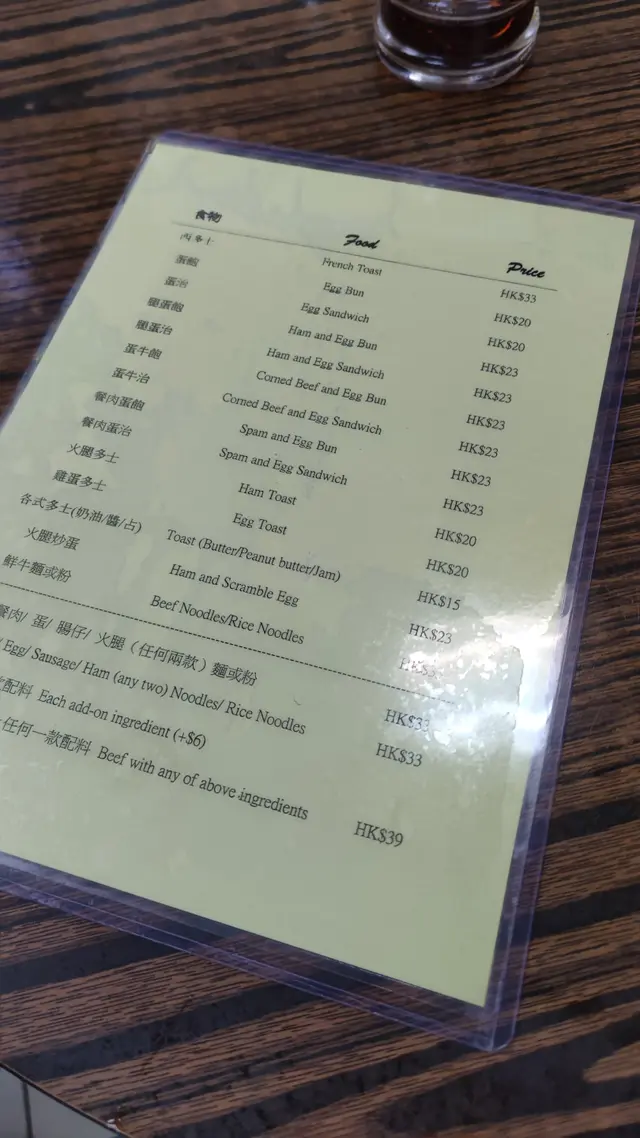 食物 Food Price
西多士 French Toast HK$33
蛋飽 Egg Bun HK$20
蛋治 Egg Sandwich HK$20
腿蛋飽 Ham and Egg Bun HK$23
腿蛋治 Ham and Egg Sandwich HK$23
蛋牛飽 Corned Beef and Egg Bun HK$23
蛋牛治 Corned Beef and Egg Sandwich HK$23
餐肉蛋飽 Spam and Egg Bun HK$23
餐肉蛋治 Spam and Egg Sandwich HK$23
火腿多士 Ham Toast HK$20
雞蛋多士 Egg Toast HK$20
各式多士(奶油/醬/占) Toast (Butter/Peanut butter/Jam) HK$15
火腿炒蛋 Ham and Scramble Egg HK$23
鮮牛麵或粉 Beef Noodles/Rice Noodles
餐肉/ 蛋/ 腸仔/ 火腿（任何兩款）麵或粉 HK$33
/ Egg/ Sausage/ Ham (any two) Noodles/ Rice Noodles HK$33
配料 Each add-on ingredient (+$6)
任何一款配料 Beef with any of above ingredients HK$39